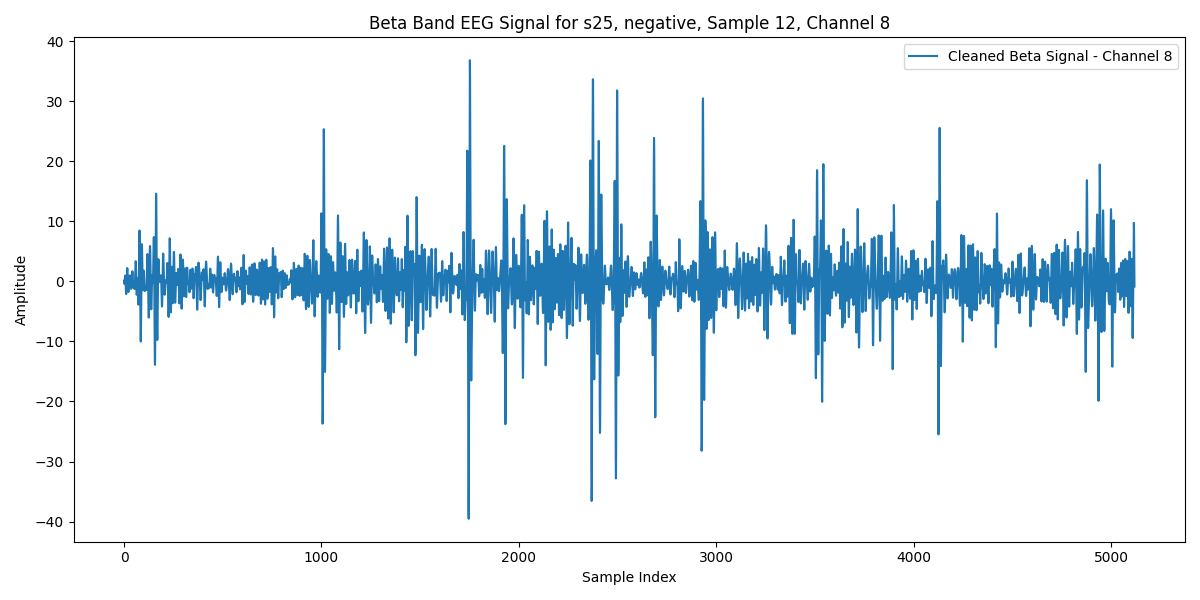 Beta Band EEG Signal for s25, negative, Sample 12, Channel 8
Cleaned Beta Signal - Channel 8
Amplitude
40
30
20
10
0
−10
−20
−30
−40
0 1000 2000 3000 4000 5000
Sample Index